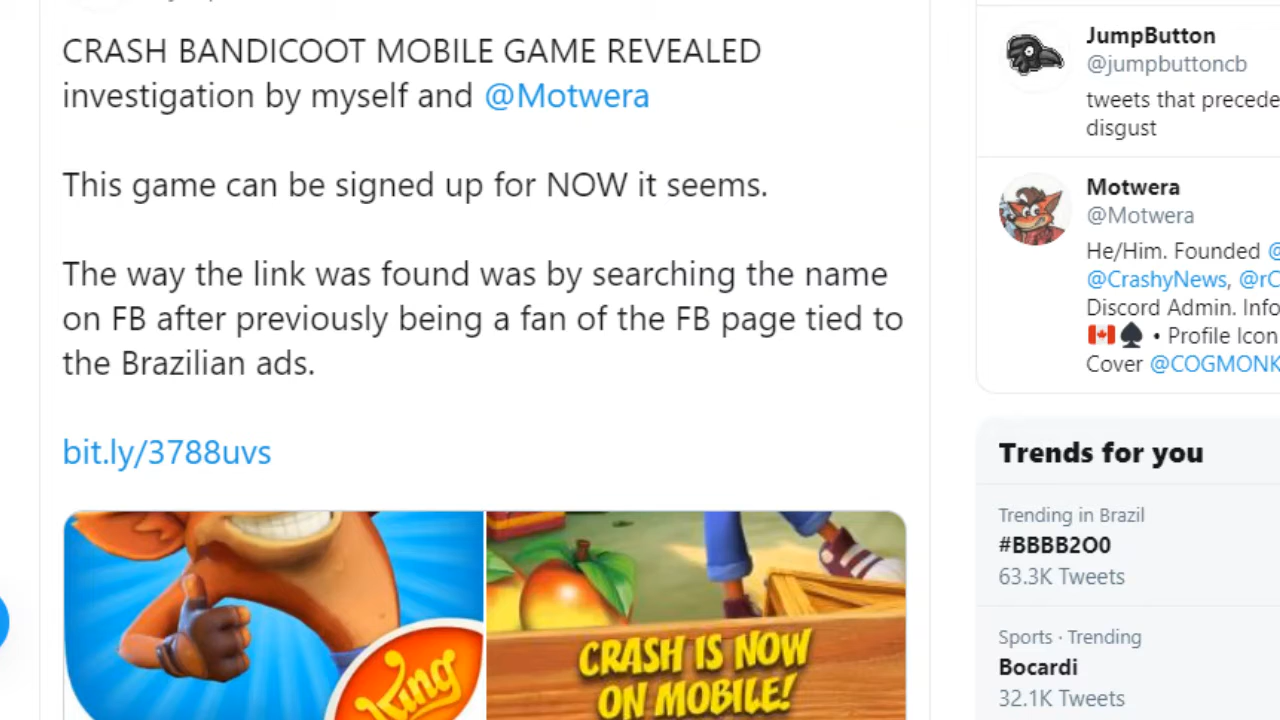 CRASH BANDICOOT MOBILE GAME REVEALED
investigation by myself and @Motwera
This game can be signed up for NOW it seems.
The way the link was found was by searching the name
on FB after previously being a fan of the FB page tied to
the Brazilian ads.
bit.ly/3788uvs
King
CRASH IS NOW
ON MOBILE!
JumpButton
@jumpbuttoncb
tweets that precede
disgust
Motwera
@Motwera
He/Him. Founded @
@CrashyNews, @rC
Discord Admin. Info
• Profile Icon
Cover @COGMONK
Trends for you
Trending in Brazil
#BBBB2O0
63.3K Tweets
Sports · Trending
Bocardi
32.1K Tweets